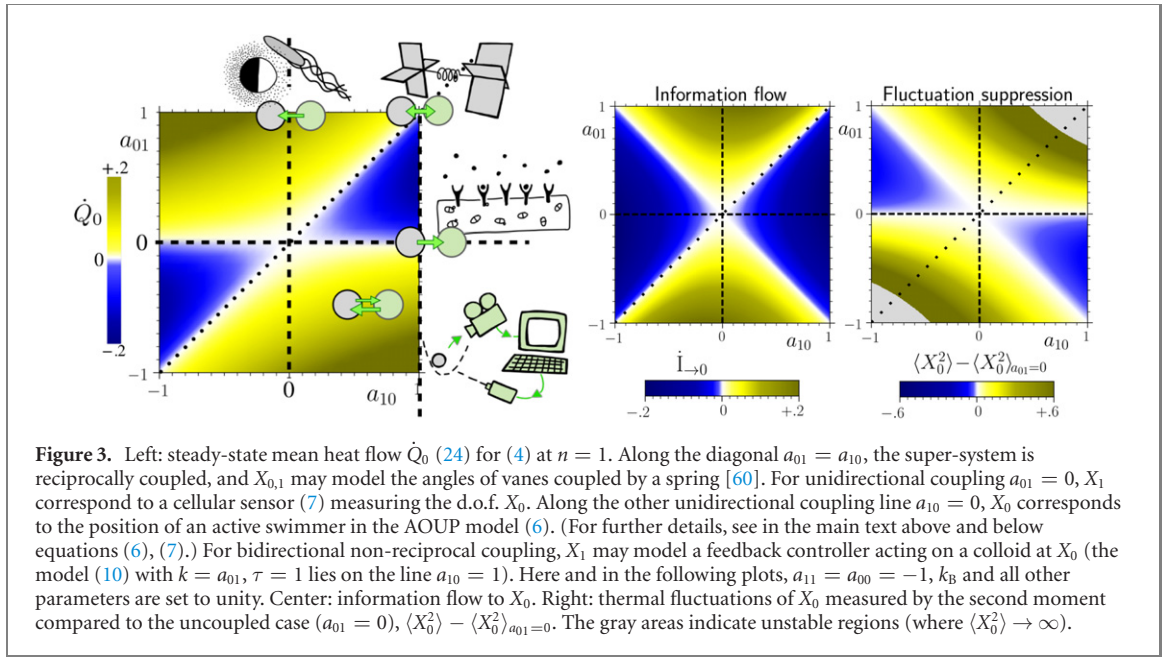 1
a₀₁
+.2
Q̇₀
0
-.2
0
−1
−1
0
a₁₀
1
Information flow
1
a₀₁
0
−1
−1
0
a₁₀
1
İ→₀
-.2
0
+.2
Fluctuation suppression
1
a₀₁
0
−1
−1
0
a₁₀
1
⟨X₀²⟩−⟨X₀²⟩ₐ₀₁₌₀
-.6
0
+.6
Figure 3. Left: steady-state mean heat flow Q̇₀ (24) for (4) at n = 1. Along the diagonal a₀₁ = a₁₀, the super-system is
reciprocally coupled, and X₀,₁ may model the angles of vanes coupled by a spring [60]. For unidirectional coupling a₀₁ = 0, X₁
correspond to a cellular sensor (7) measuring the d.o.f. X₀. Along the other unidirectional coupling line a₁₀ = 0, X₀ corresponds
to the position of an active swimmer in the AOUP model (6). (For further details, see in the main text above and below
equations (6), (7).) For bidirectional non-reciprocal coupling, X₁ may model a feedback controller acting on a colloid at X₀ (the
model (10) with k = a₀₁, τ = 1 lies on the line a₁₀ = 1). Here and in the following plots, a₁₁ = a₀₀ = −1, k_B and all other
parameters are set to unity. Center: information flow to X₀. Right: thermal fluctuations of X₀ measured by the second moment
compared to the uncoupled case (a₀₁ = 0), ⟨X₀²⟩ − ⟨X₀²⟩ₐ₀₁₌₀. The gray areas indicate unstable regions (where ⟨X₀²⟩ → ∞).